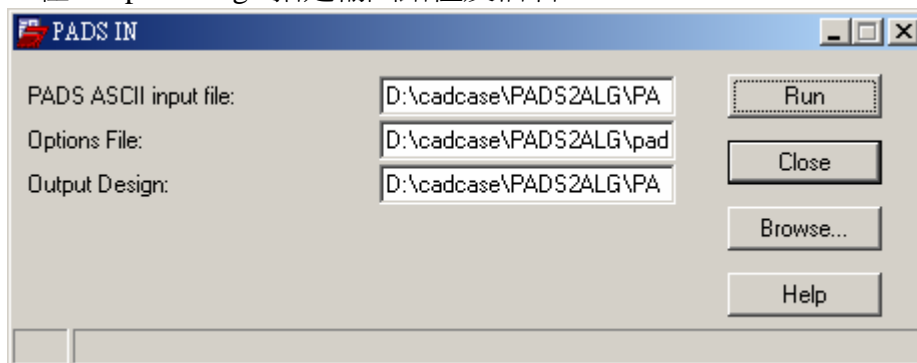 PADS IN
PADS ASCII input file:
D:\cadcase\PADS2ALG\PA
Run
Options File:
D:\cadcase\PADS2ALG\pad
Close
Output Design:
D:\cadcase\PADS2ALG\PA
Browse...
Help